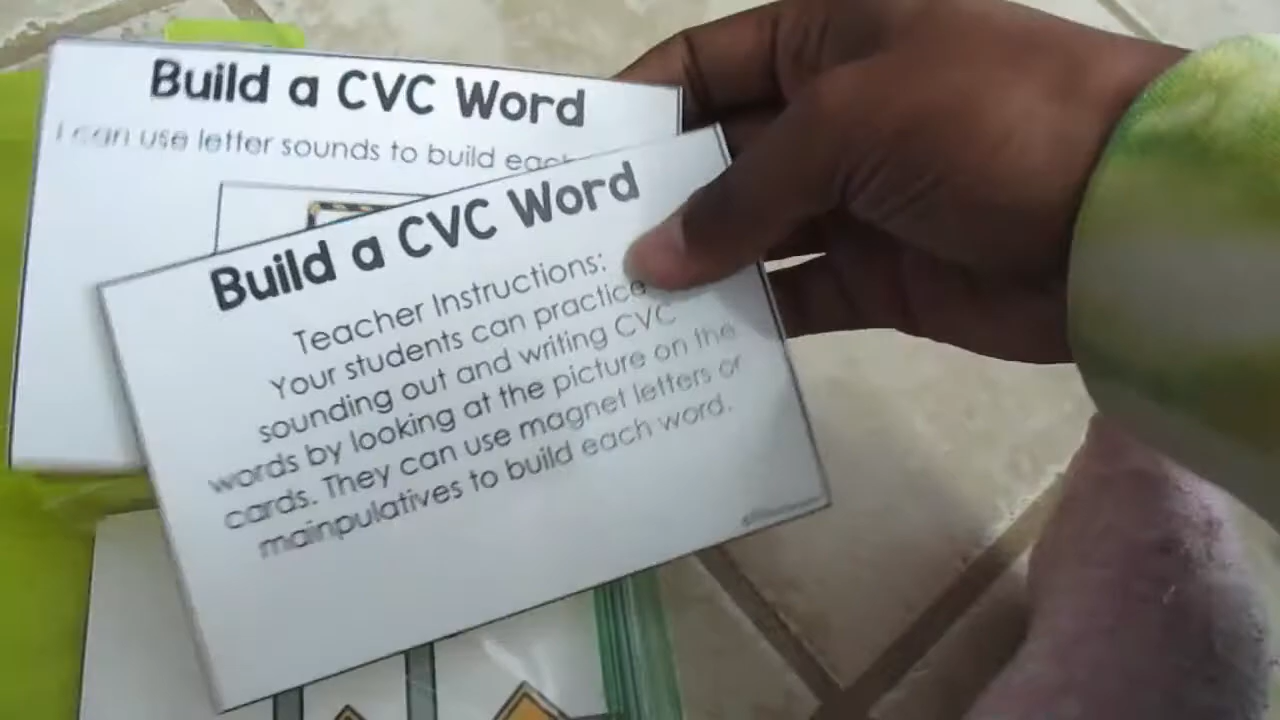 Build a CVC Word
I can use letter sounds to build each
Build a CVC Word
Teacher Instructions:
Your students can practice
sounding out and writing CVC
words by looking at the picture on the
cards. They can use magnet letters or
mainpulatives to build each word.